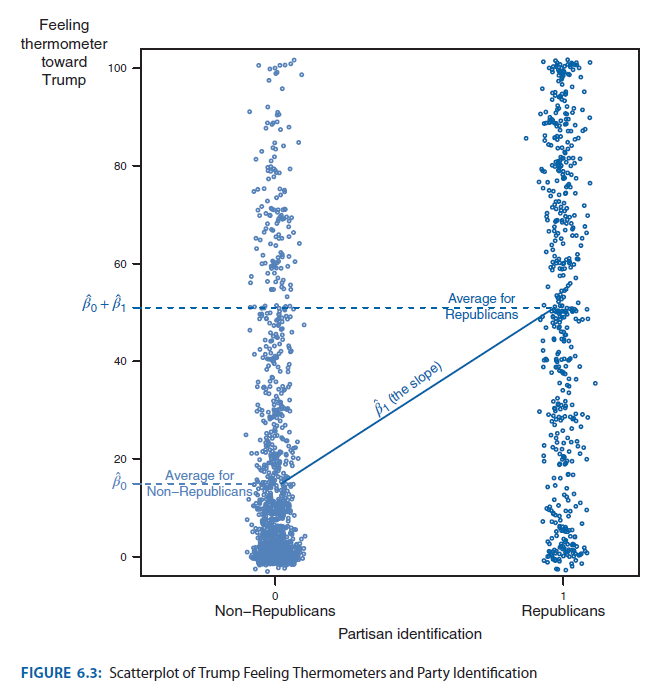 Feeling
thermometer
toward
Trump
100
80
60
β̂₀ + β̂₁
Average for
Republicans
40
β̂₁ (the slope)
20
β̂₀
Average for
Non−Republicans
0
0
1
Non−Republicans
Republicans
Partisan identification
FIGURE 6.3: Scatterplot of Trump Feeling Thermometers and Party Identification